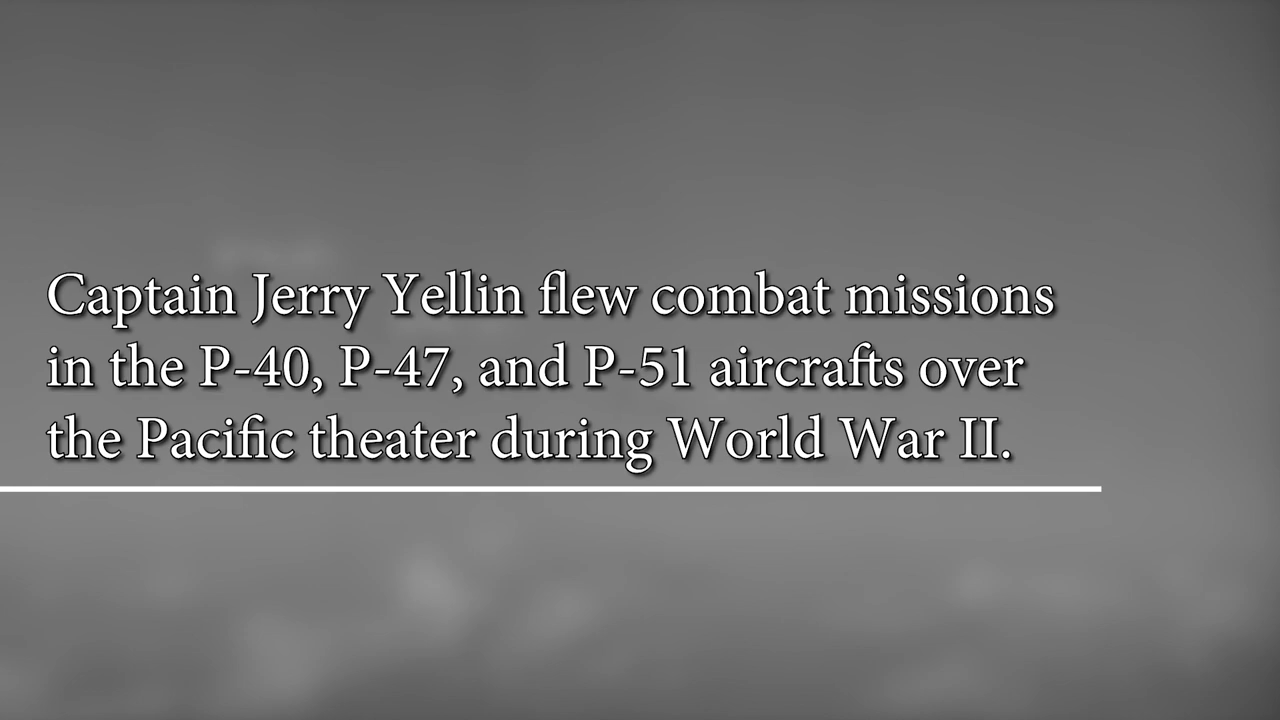 Captain Jerry Yellin flew combat missions
in the P-40, P-47, and P-51 aircrafts over
the Pacific theater during World War II.